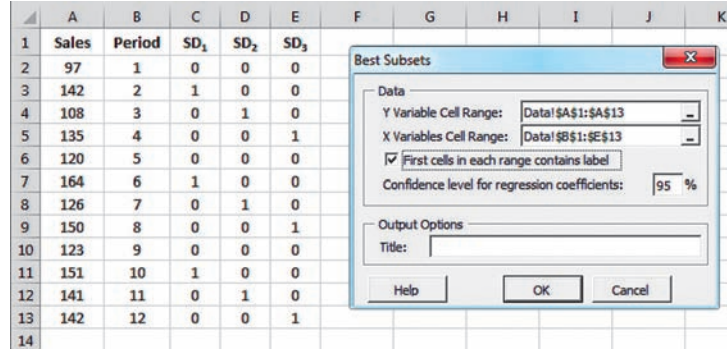 A B C D E F G H I J K
1 Sales Period SD₁ SD₂ SD₃
2 97 1 0 0 0
3 142 2 1 0 0
4 108 3 0 1 0
5 135 4 0 0 1
6 120 5 0 0 0
7 164 6 1 0 0
8 126 7 0 1 0
9 150 8 0 0 1
10 123 9 0 0 0
11 151 10 1 0 0
12 141 11 0 1 0
13 142 12 0 0 1
14
Best Subsets
Data
Y Variable Cell Range: Data!$A$1:$A$13
X Variables Cell Range: Data!$B$1:$E$13
First cells in each range contains label
Confidence level for regression coefficients: 95 %
Output Options
Title:
Help OK Cancel